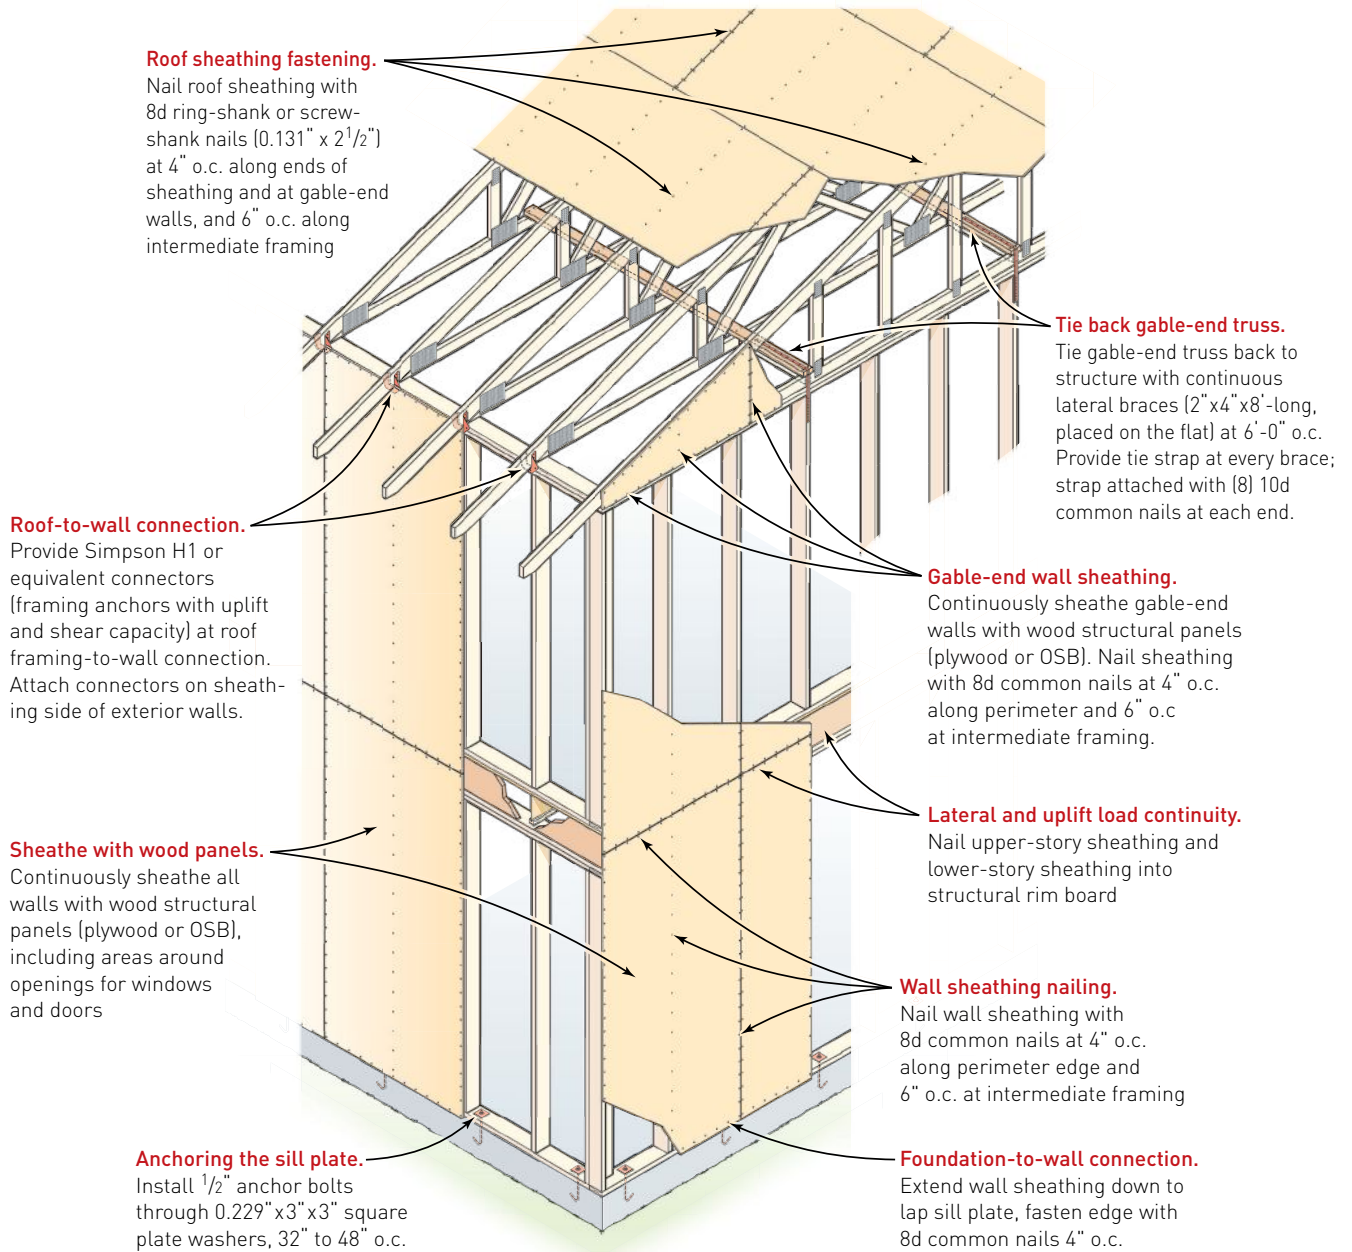 Roof sheathing fastening.
Nail roof sheathing with
8d ring-shank or screw-
shank nails (0.131" x 2 1/2")
at 4" o.c. along ends of
sheathing and at gable-end
walls, and 6" o.c. along
intermediate framing
Tie back gable-end truss.
Tie gable-end truss back to
structure with continuous
lateral braces (2"x4"x8'-long,
placed on the flat) at 6'-0" o.c.
Provide tie strap at every brace;
strap attached with (8) 10d
common nails at each end.
Roof-to-wall connection.
Provide Simpson H1 or
equivalent connectors
(framing anchors with uplift
and shear capacity) at roof
framing-to-wall connection.
Attach connectors on sheath-
ing side of exterior walls.
Gable-end wall sheathing.
Continuously sheathe gable-end
walls with wood structural panels
(plywood or OSB). Nail sheathing
with 8d common nails at 4" o.c.
along perimeter and 6" o.c
at intermediate framing.
Lateral and uplift load continuity.
Nail upper-story sheathing and
lower-story sheathing into
structural rim board
Sheathe with wood panels.
Continuously sheathe all
walls with wood structural
panels (plywood or OSB),
including areas around
openings for windows
and doors
Wall sheathing nailing.
Nail wall sheathing with
8d common nails at 4" o.c.
along perimeter edge and
6" o.c. at intermediate framing
Anchoring the sill plate.
Install 1/2" anchor bolts
through 0.229"x3"x3" square
plate washers, 32" to 48" o.c.
Foundation-to-wall connection.
Extend wall sheathing down to
lap sill plate, fasten edge with
8d common nails 4" o.c.